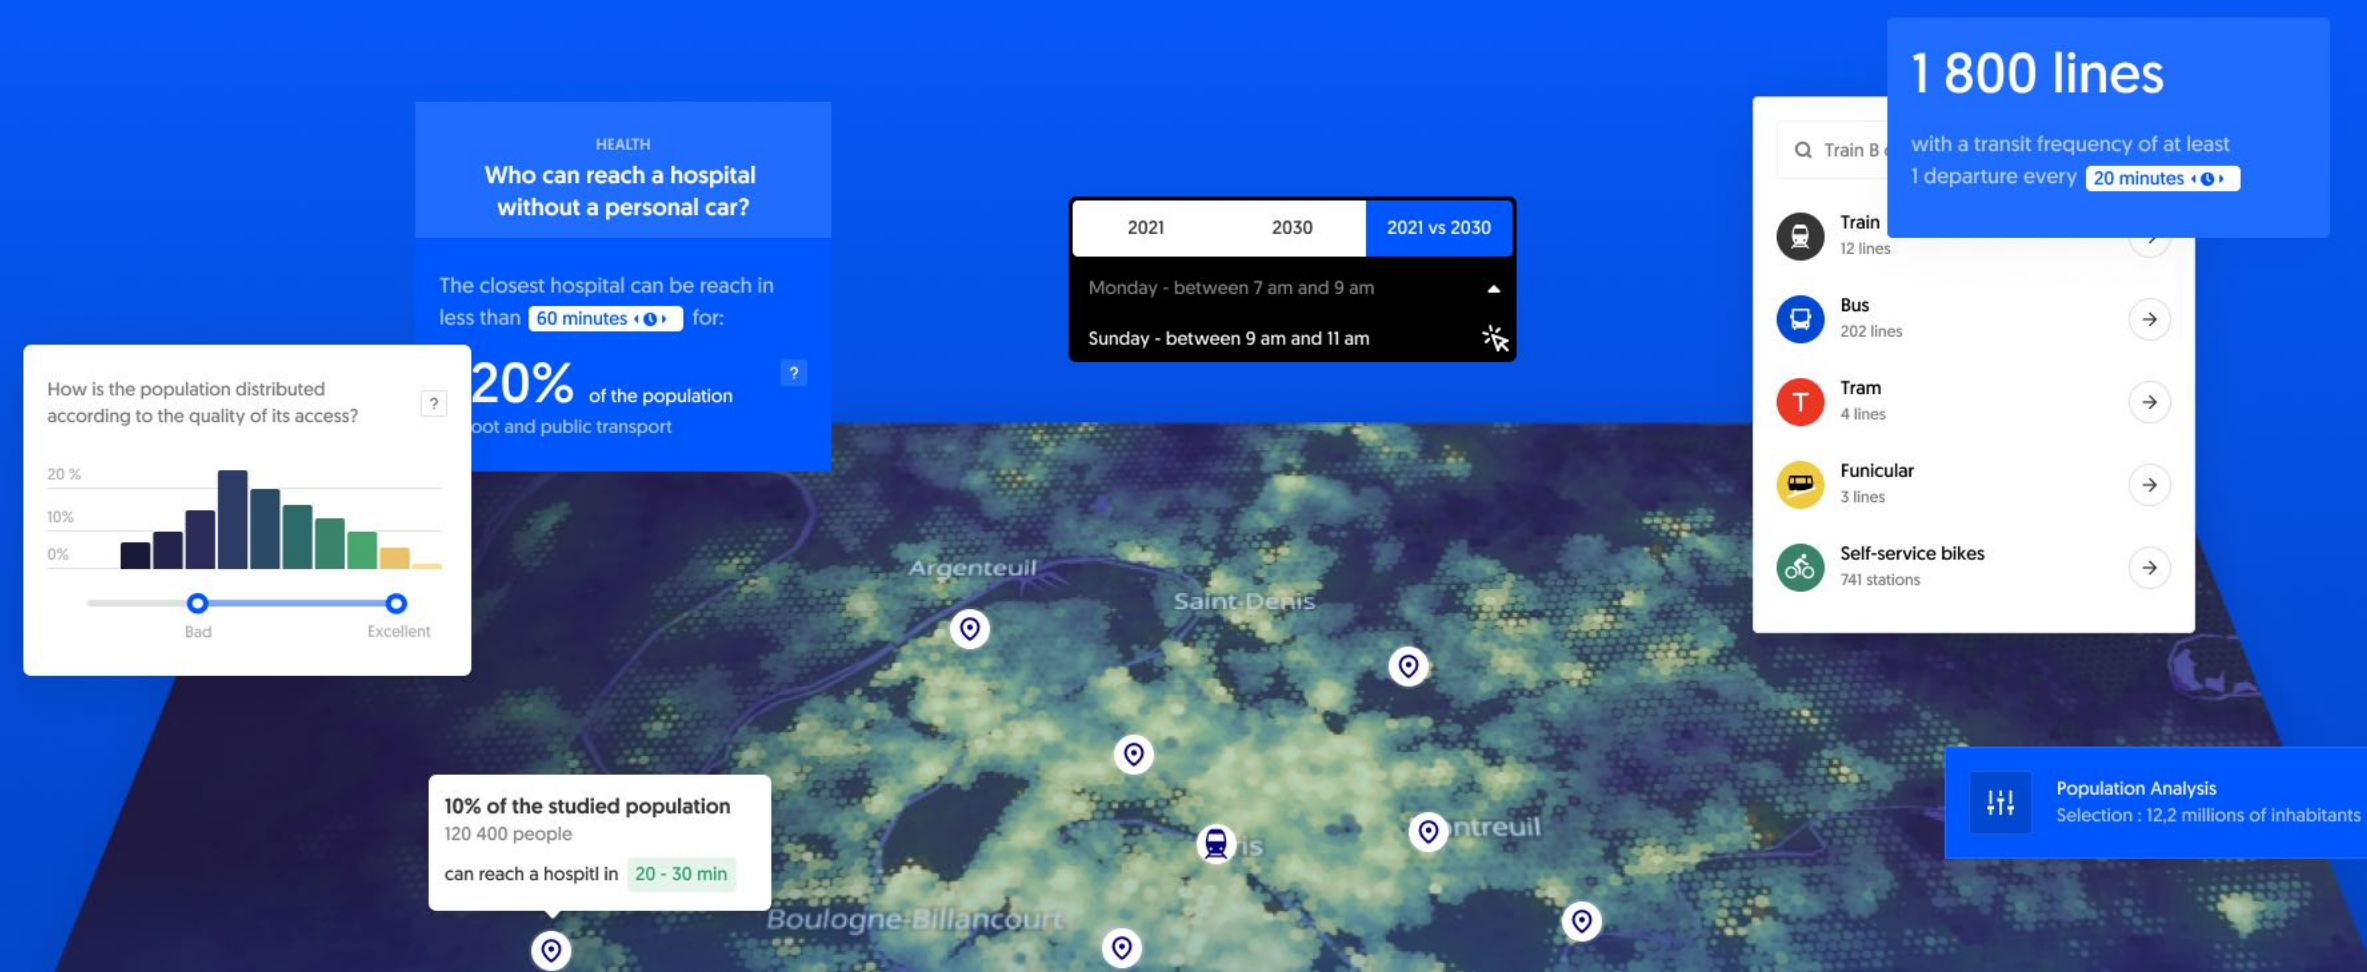 HEALTH
Who can reach a hospital
without a personal car?
The closest hospital can be reach in
less than 60 minutes for:
20% of the population
oot and public transport
?
How is the population distributed
according to the quality of its access?
?
20 %
10%
0%
Bad
Excellent
10% of the studied population
120 400 people
can reach a hospitl in 20 - 30 min
2021
2030
2021 vs 2030
Monday - between 7 am and 9 am
Sunday - between 9 am and 11 am
1 800 lines
with a transit frequency of at least
1 departure every 20 minutes
Train B
Train
12 lines
Bus
202 lines
T
Tram
4 lines
Funicular
3 lines
Self-service bikes
741 stations
Population Analysis
Selection : 12,2 millions of inhabitants
Argenteuil
Saint-Denis
ntreuil
is
Boulogne-Billancourt